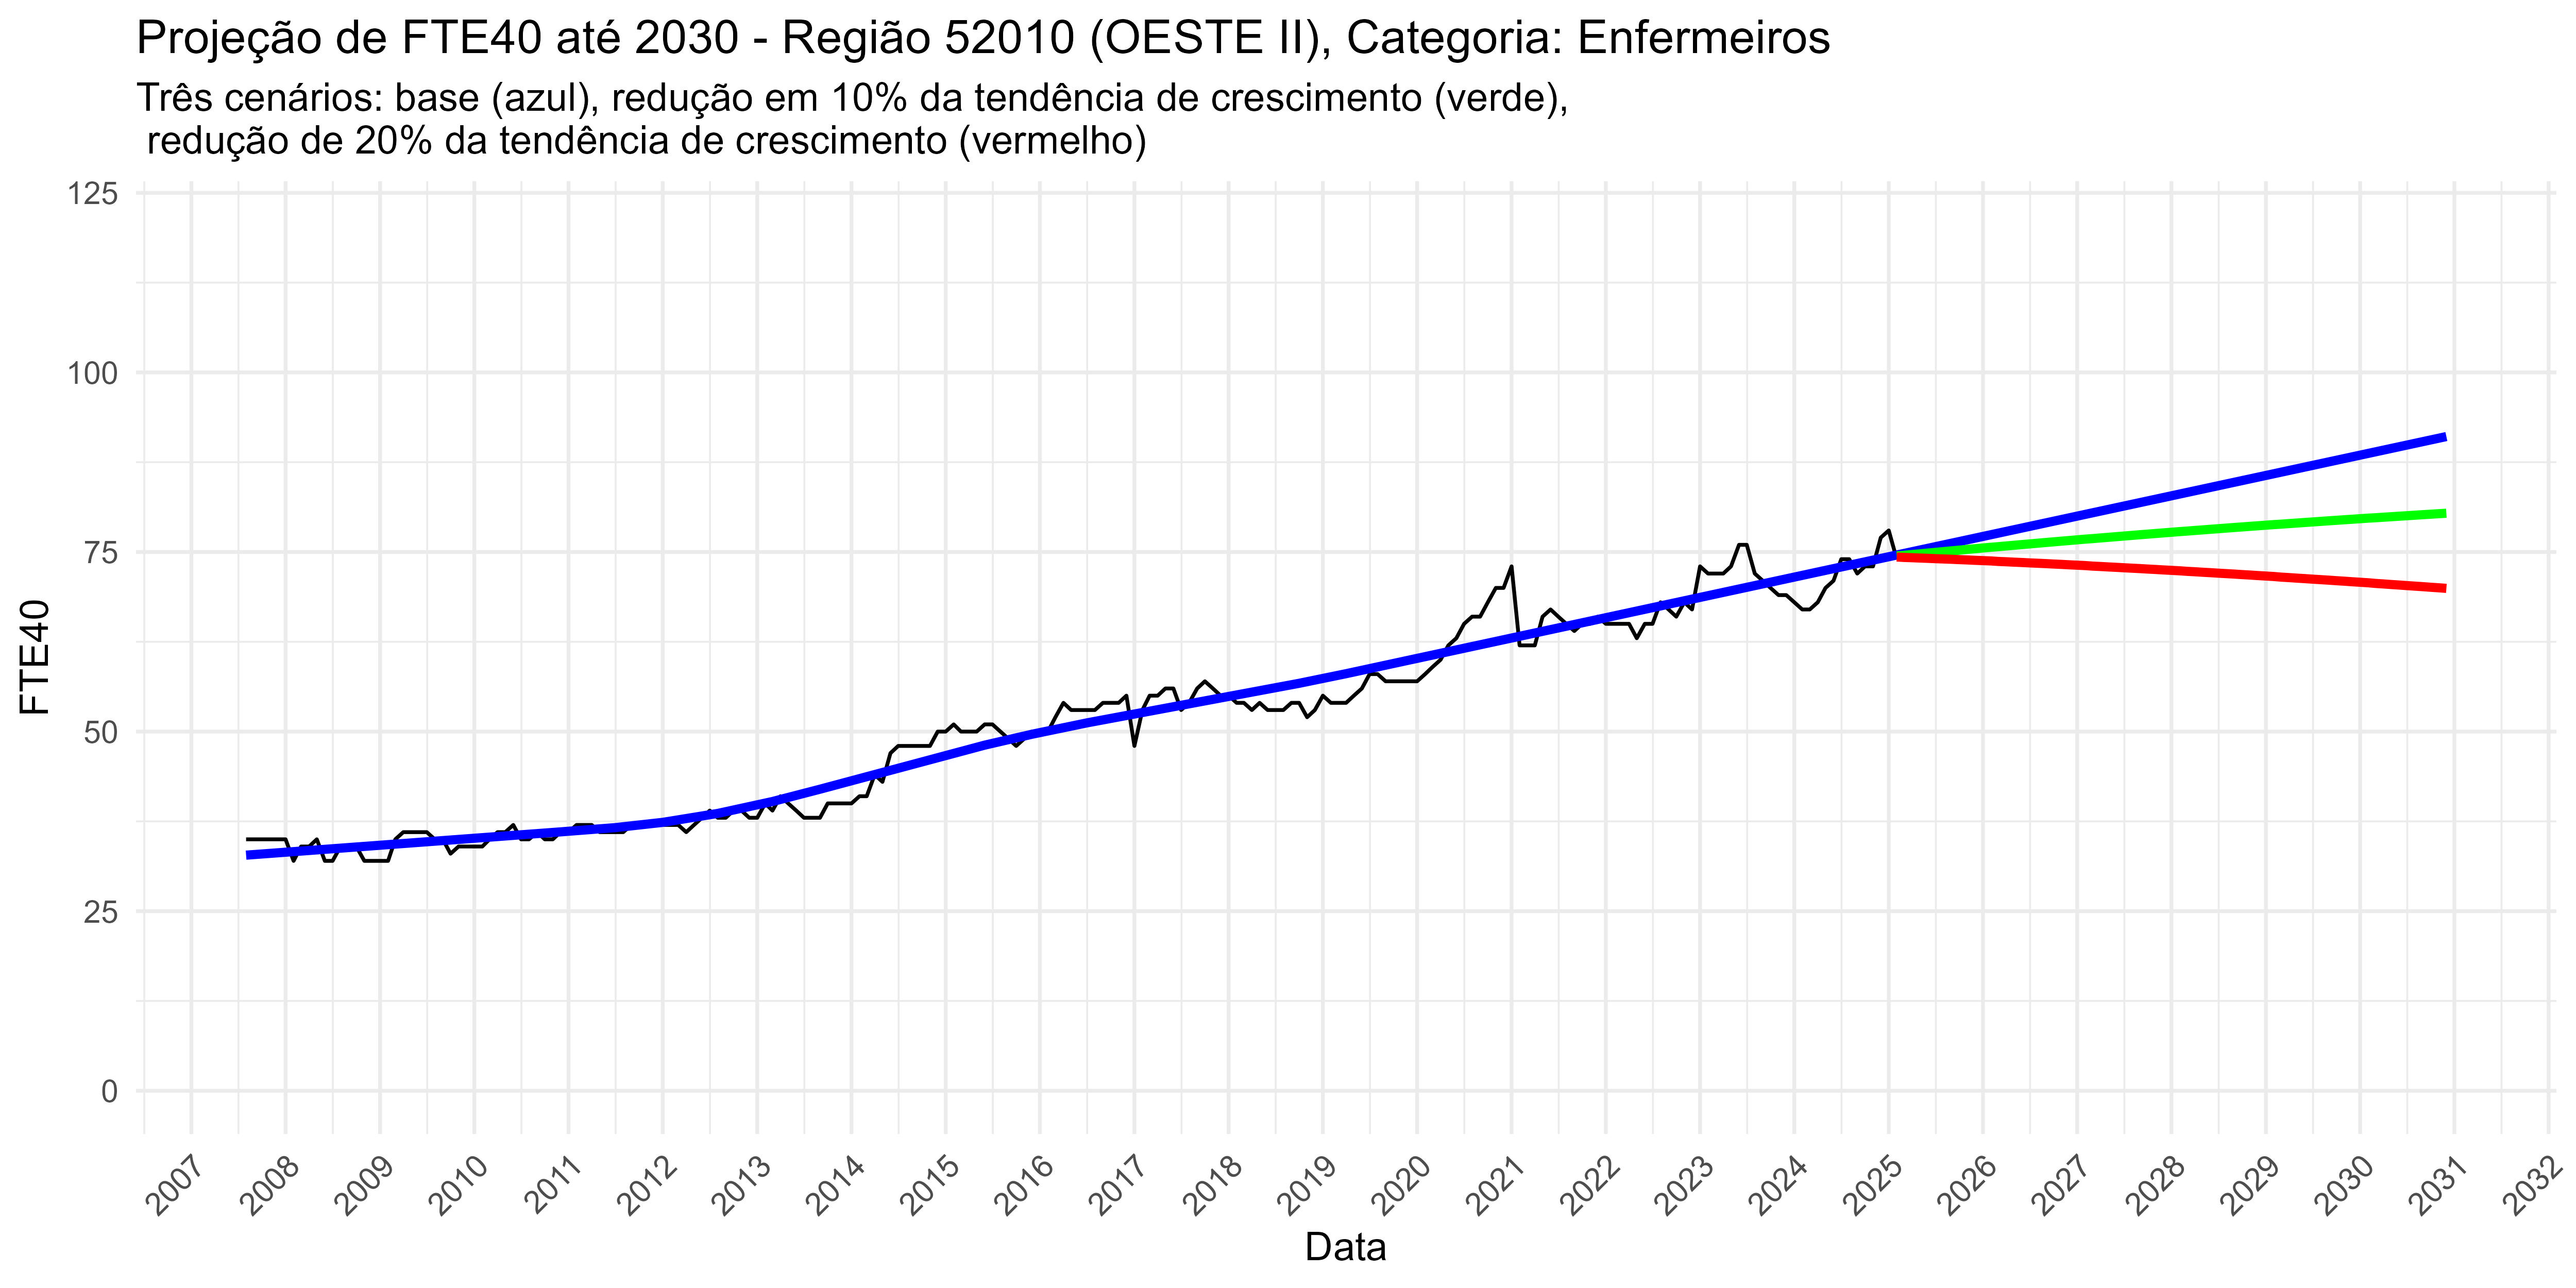 Projeção de FTE40 até 2030 - Região 52010 (OESTE II), Categoria: Enfermeiros
Três cenários: base (azul), redução em 10% da tendência de crescimento (verde),
redução de 20% da tendência de crescimento (vermelho)
125
100
75
50
25
0
FTE40
2007 2008 2009 2010 2011 2012 2013 2014 2015 2016 2017 2018 2019 2020 2021 2022 2023 2024 2025 2026 2027 2028 2029 2030 2031 2032
Data